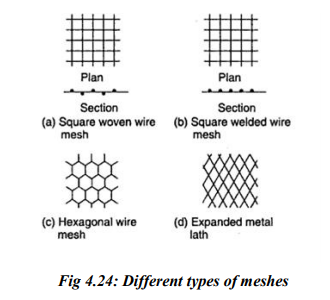 Plan
Plan
Section
Section
(a) Square woven wire
mesh
(b) Square welded wire
mesh
(c) Hexagonal wire
mesh
(d) Expanded metal
lath
Fig 4.24: Different types of meshes